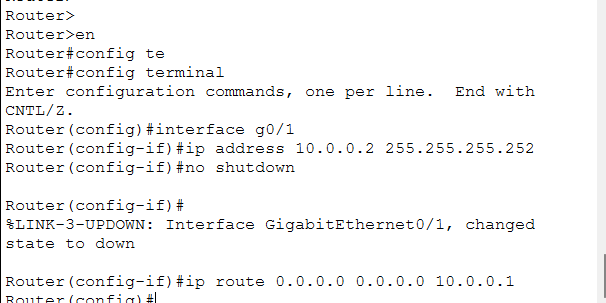 Router>
Router>en
Router#config te
Router#config terminal
Enter configuration commands, one per line.  End with
CNTL/Z.
Router(config)#interface g0/1
Router(config-if)#ip address 10.0.0.2 255.255.255.252
Router(config-if)#no shutdown
Router(config-if)#
%LINK-3-UPDOWN: Interface GigabitEthernet0/1, changed
state to down
Router(config-if)#ip route 0.0.0.0 0.0.0.0 10.0.0.1
Router(config)#